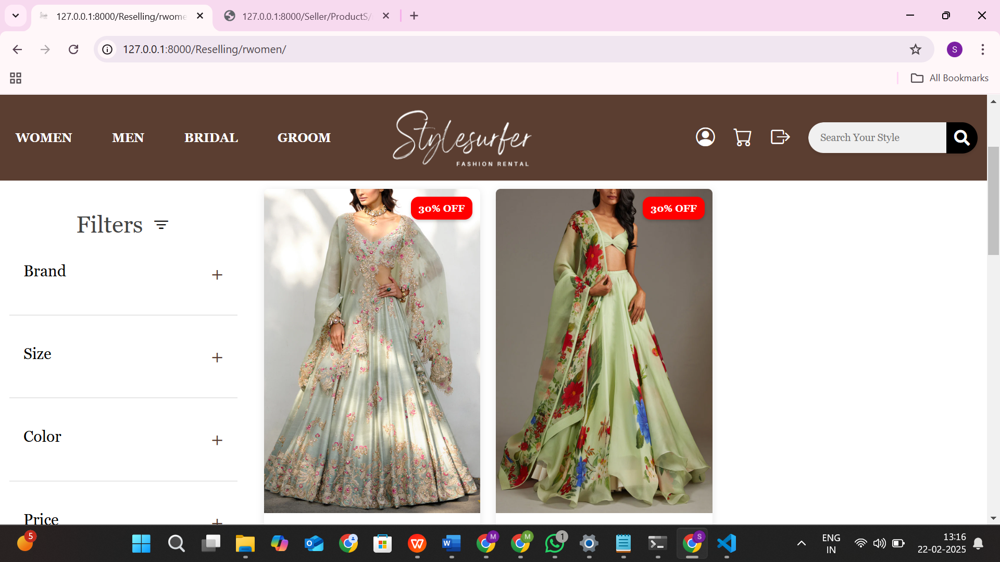 127.0.0.1:8000/Reselling/rwome
127.0.0.1:8000/Seller/ProductS/
127.0.0.1:8000/Reselling/rwomen/
S
All Bookmarks
WOMEN MEN BRIDAL GROOM
Stylesurfer
FASHION RENTAL
Search Your Style
Filters
Brand
Size
Color
Price
30% OFF
30% OFF
5
W
M
M
1
S
ENG
IN
13:16
22-02-2025